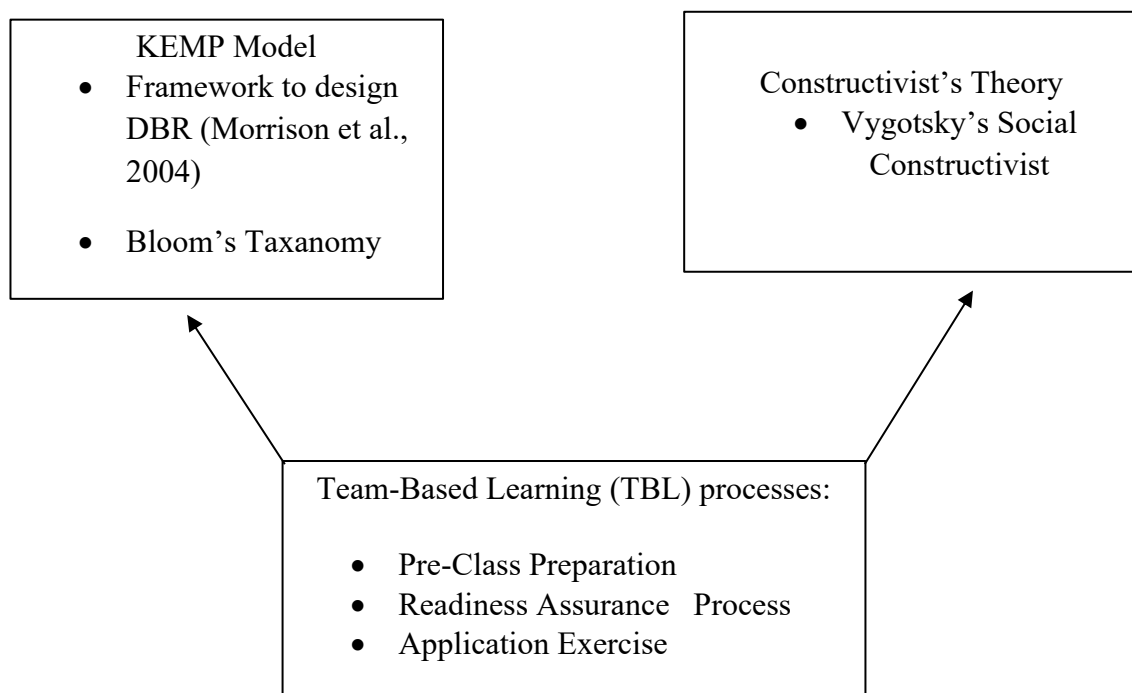 KEMP Model
• Framework to design
DBR (Morrison et al.,
2004)
• Bloom’s Taxanomy
Constructivist’s Theory
• Vygotsky’s Social
Constructivist
Team-Based Learning (TBL) processes:
• Pre-Class Preparation
• Readiness Assurance Process
• Application Exercise